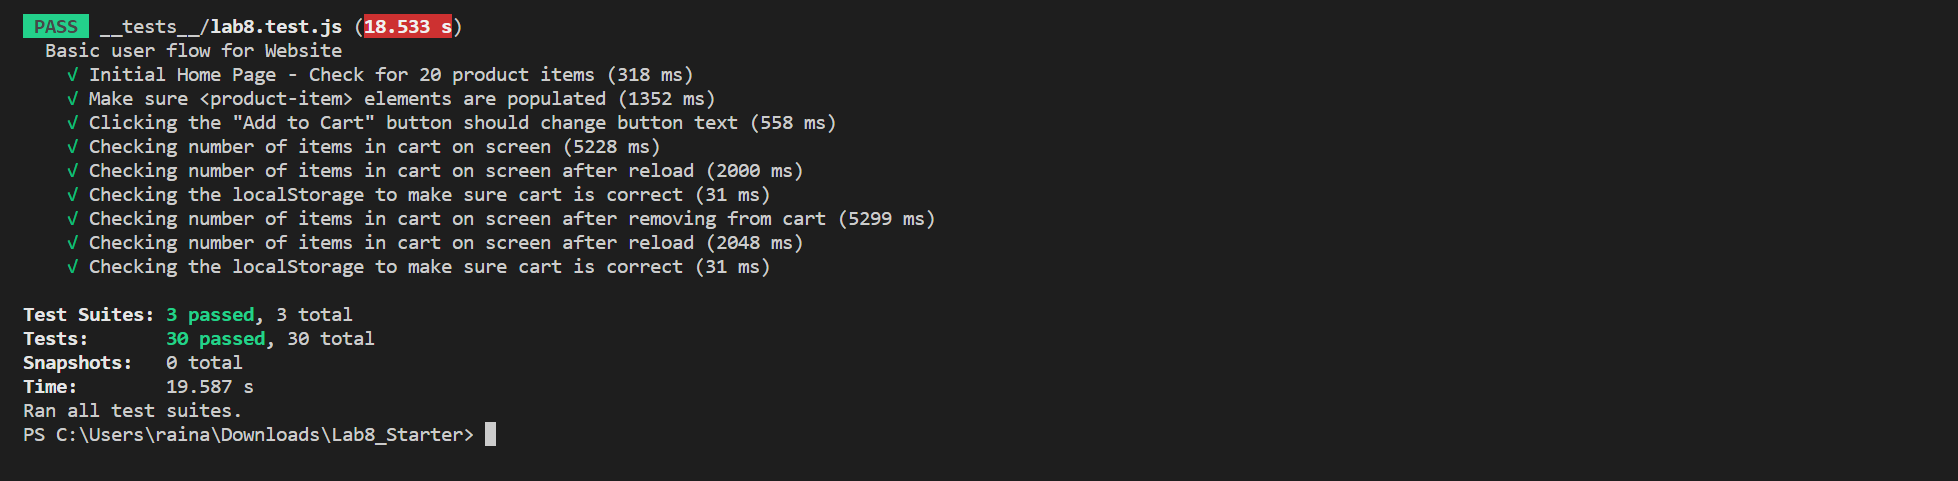 PASS __tests__/lab8.test.js (18.533 s)
Basic user flow for Website
√ Initial Home Page - Check for 20 product items (318 ms)
√ Make sure <product-item> elements are populated (1352 ms)
√ Clicking the "Add to Cart" button should change button text (558 ms)
√ Checking number of items in cart on screen (5228 ms)
√ Checking number of items in cart on screen after reload (2000 ms)
√ Checking the localStorage to make sure cart is correct (31 ms)
√ Checking number of items in cart on screen after removing from cart (5299 ms)
√ Checking number of items in cart on screen after reload (2048 ms)
√ Checking the localStorage to make sure cart is correct (31 ms)
Test Suites: 3 passed, 3 total
Tests: 30 passed, 30 total
Snapshots: 0 total
Time: 19.587 s
Ran all test suites.
PS C:\Users\raina\Downloads\Lab8_Starter>